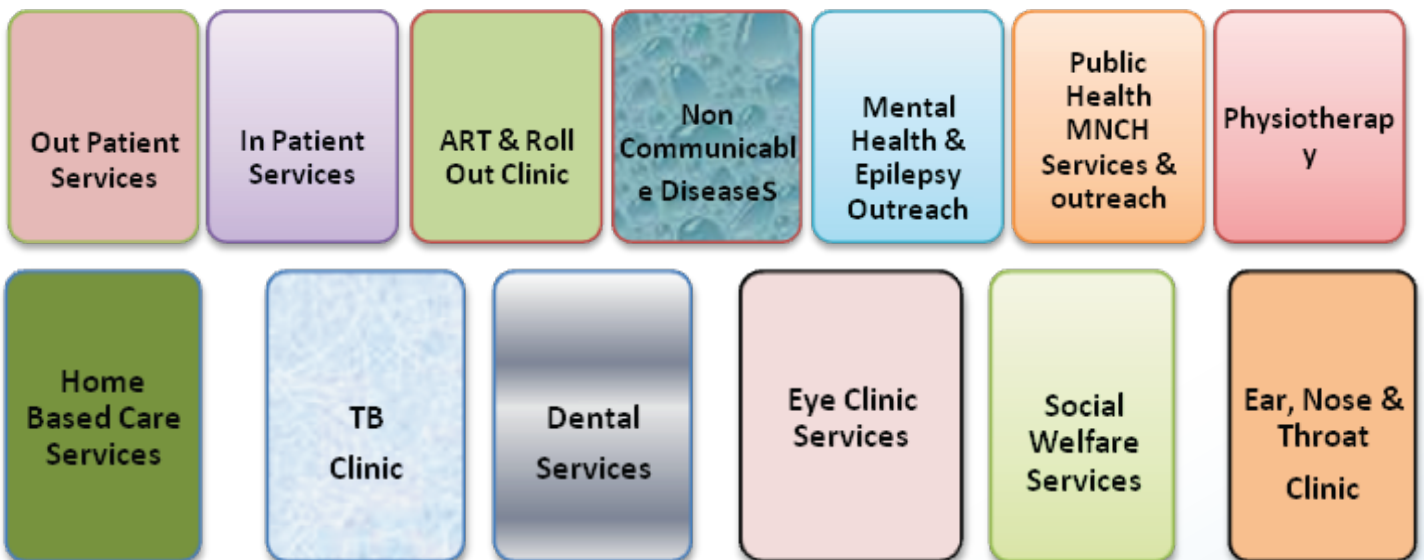 Out Patient
Services
In Patient
Services
ART & Roll
Out Clinic
Non
Communicabl
e DiseaseS
Mental
Health &
Epilepsy
Outreach
Public
Health
MNCH
Services &
outreach
Physiotherap
y
Home
Based Care
Services
TB
Clinic
Dental
Services
Eye Clinic
Services
Social
Welfare
Services
Ear, Nose &
Throat
Clinic